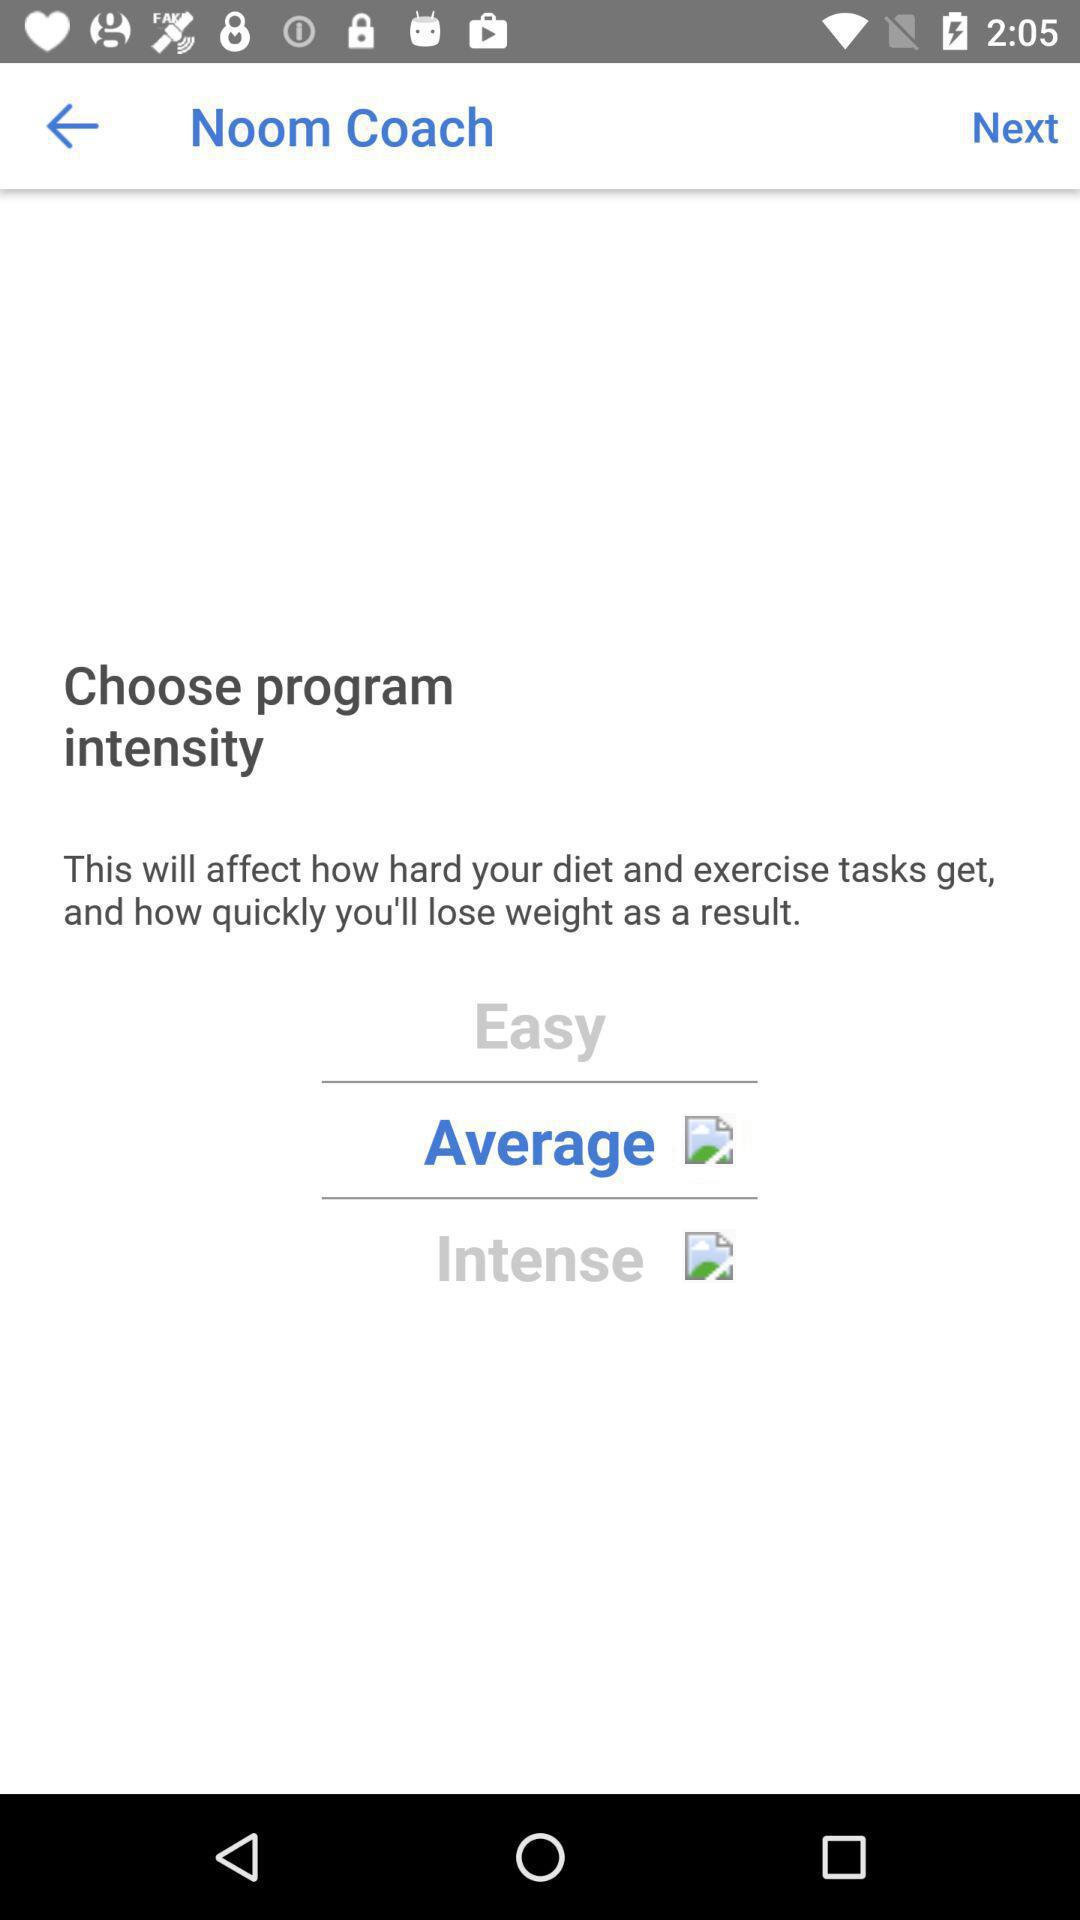 FAKE
2:05
Noom Coach
Next
Choose program
intensity
This will affect how hard your diet and exercise tasks get,
and how quickly you'll lose weight as a result.
Easy
Average
Intense